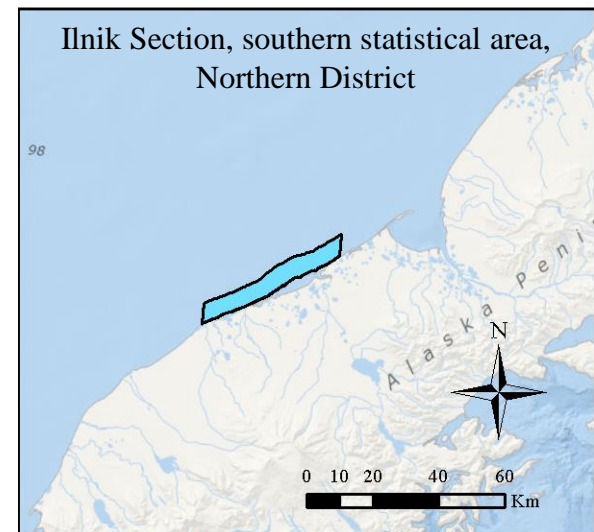 Ilnik Section, southern statistical area,
Northern District
98
Alaska Peni
N
0 10 20 40 60
Km